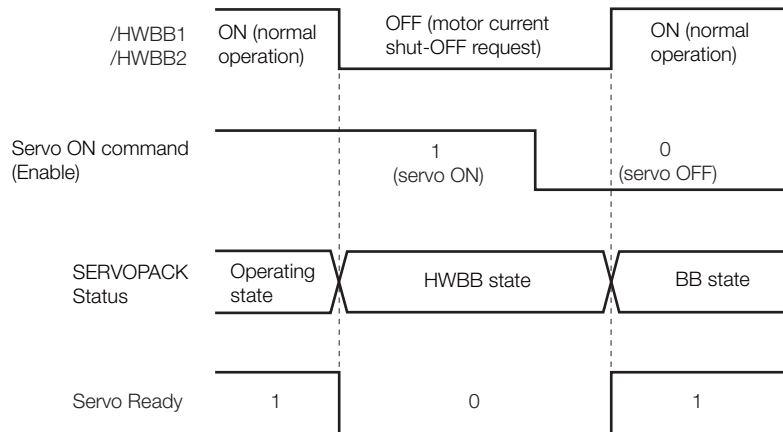 /HWBB1
/HWBB2
ON (normal
operation)
OFF (motor current
shut-OFF request)
ON (normal
operation)
Servo ON command
(Enable)
1
(servo ON)
0
(servo OFF)
SERVOPACK
Status
Operating
state
HWBB state
BB state
Servo Ready
1
0
1